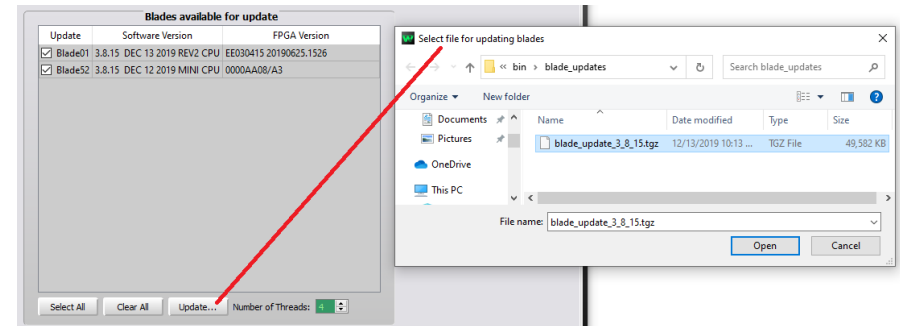 Blades available for update
Update Software Version FPGA Version
Blade01 3.8.15 DEC 13 2019 REV2 CPU EE030415 20190625.1526
Blade52 3.8.15 DEC 12 2019 MINI CPU 0000AA08/A3
Select All Clear All Update... Number of Threads: 4
Select file for updating blades
« bin › blade_updates
Search blade_updates
Organize New folder
Documents
Pictures
OneDrive
This PC
Name Date modified Type Size
blade_update_3_8_15.tgz 12/13/2019 10:13 ... TGZ File 49,582 KB
File name: blade_update_3_8_15.tgz
Open Cancel